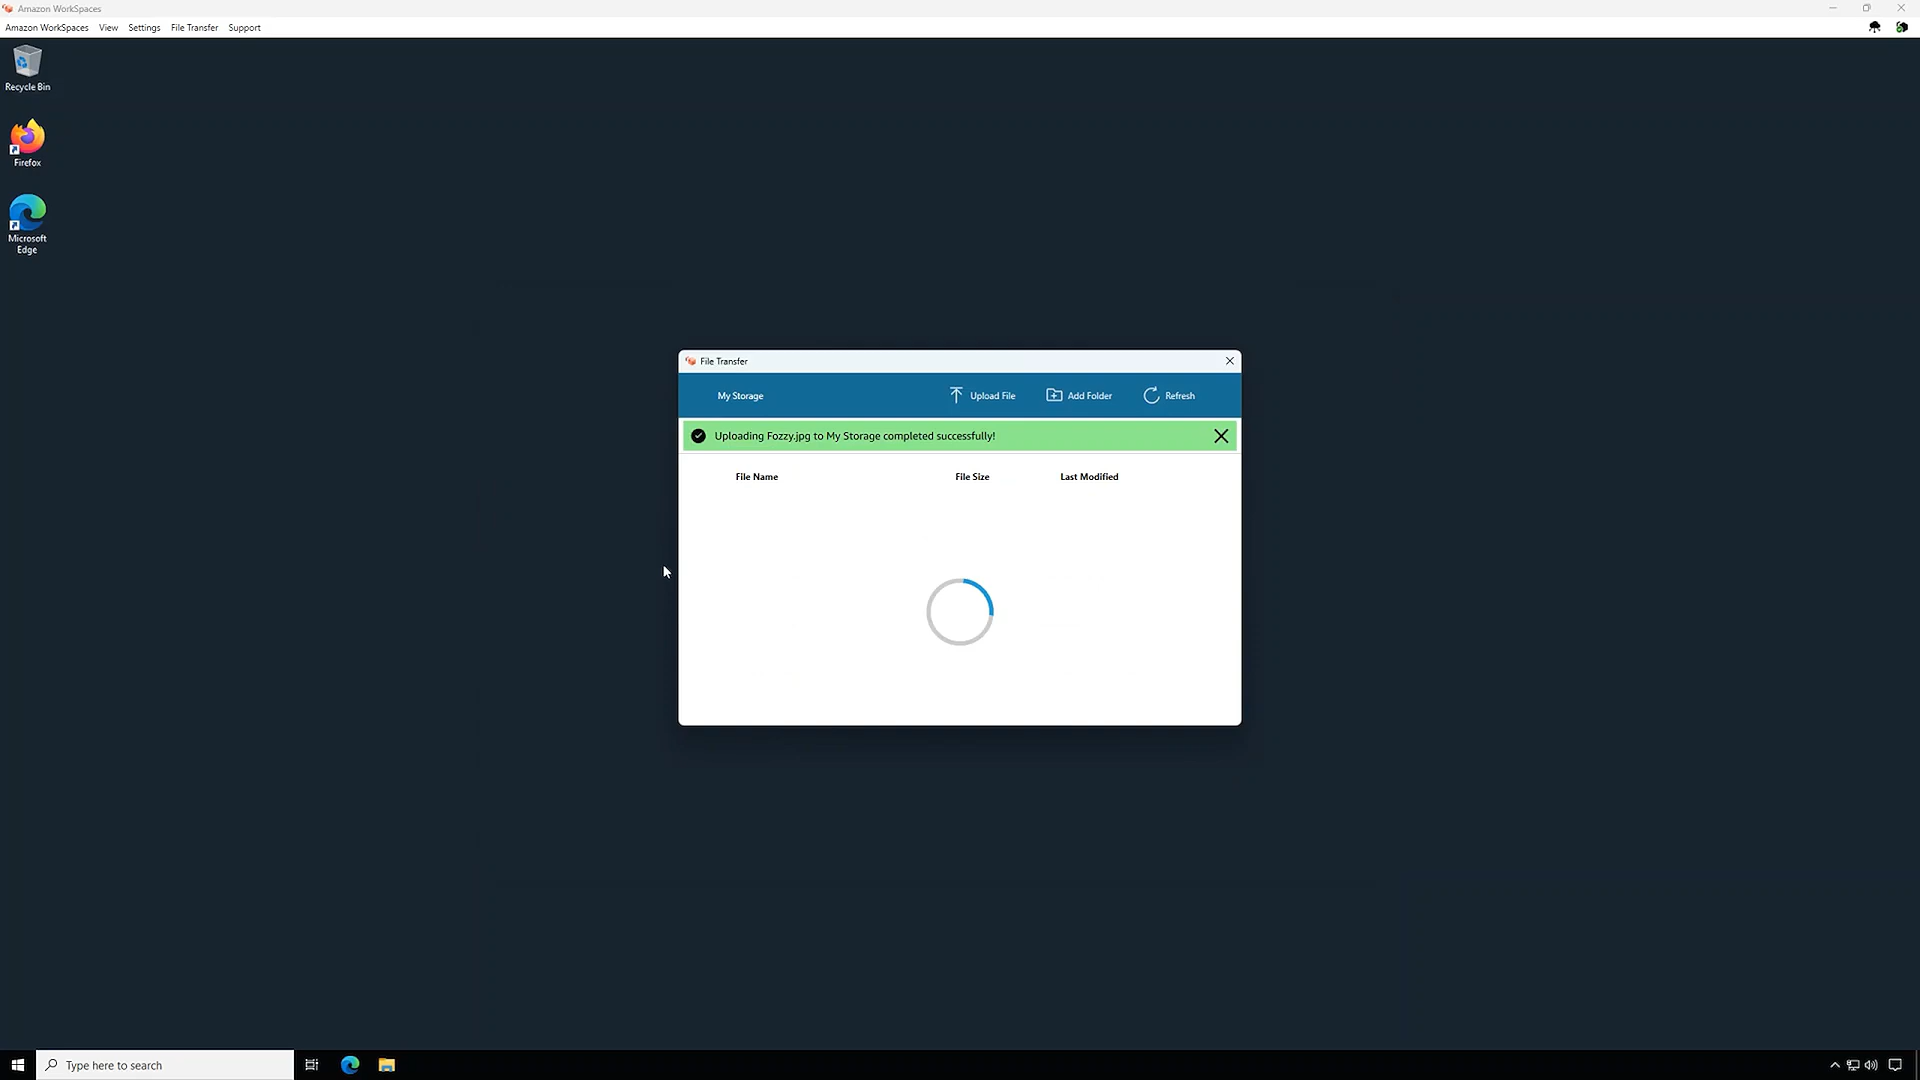 Amazon WorkSpaces
Amazon WorkSpaces View Settings File Transfer Support
Recycle Bin
Firefox
Microsoft
Edge
File Transfer
My Storage Upload File Add Folder Refresh
Uploading Fozzy.jpg to My Storage completed successfully!
File Name File Size Last Modified
Type here to search